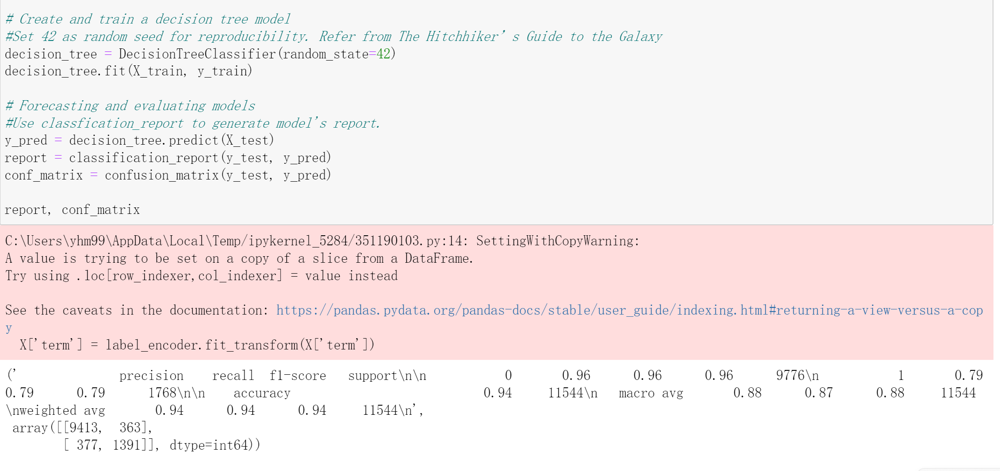 # Create and train a decision tree model
#Set 42 as random seed for reproducibility. Refer from The Hitchhiker’s Guide to the Galaxy
decision_tree = DecisionTreeClassifier(random_state=42)
decision_tree.fit(X_train, y_train)
# Forecasting and evaluating models
#Use classfication_report to generate model's report.
y_pred = decision_tree.predict(X_test)
report = classification_report(y_test, y_pred)
conf_matrix = confusion_matrix(y_test, y_pred)
report, conf_matrix
C:\Users\yhm99\AppData\Local\Temp/ipykernel_5284/351190103.py:14: SettingWithCopyWarning:
A value is trying to be set on a copy of a slice from a DataFrame.
Try using .loc[row_indexer,col_indexer] = value instead
See the caveats in the documentation: https://pandas.pydata.org/pandas-docs/stable/user_guide/indexing.html#returning-a-view-versus-a-cop
y
  X['term'] = label_encoder.fit_transform(X['term'])
('              precision    recall  f1-score   support\n\n           0       0.96      0.96      0.96      9776\n           1       0.79
0.79      0.79      1768\n\n    accuracy                           0.94     11544\n   macro avg       0.88      0.87      0.88     11544
\nweighted avg       0.94      0.94      0.94     11544\n',
 array([[9413,  363],
        [ 377, 1391]], dtype=int64))